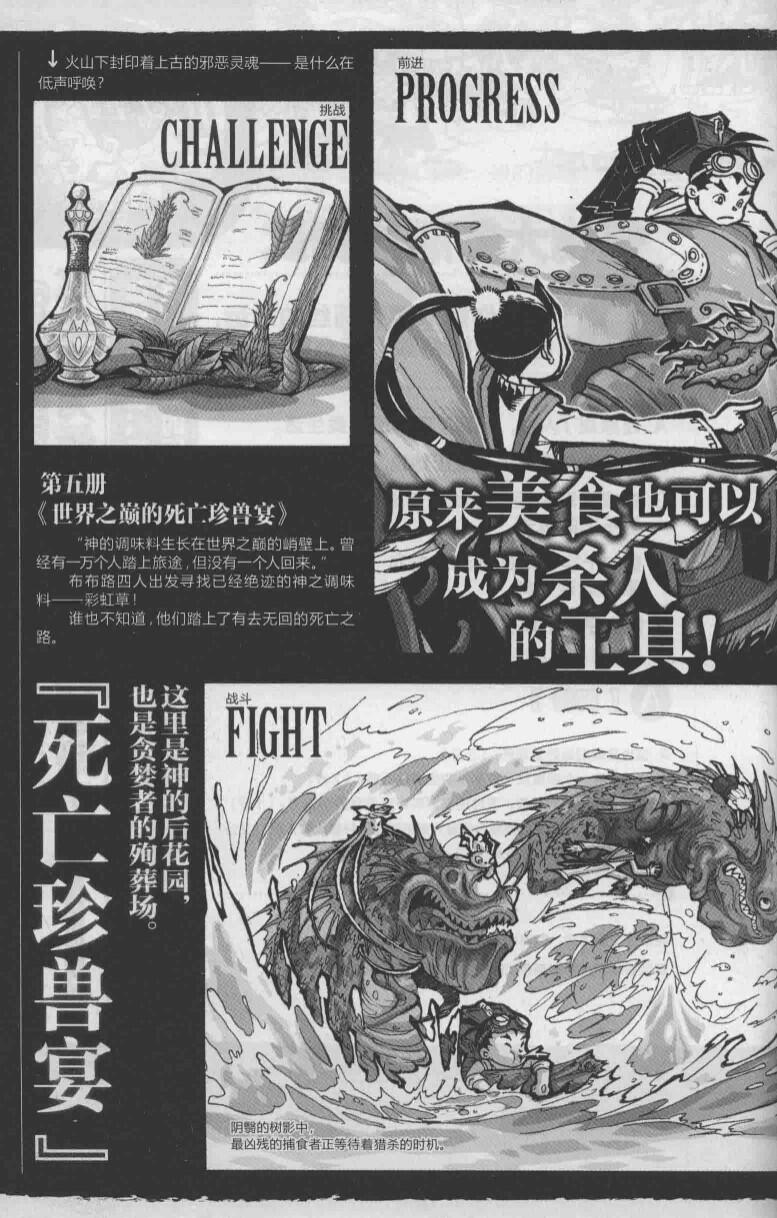 ↓ 火山下封印着上古的邪恶灵魂——是什么在
低声呼唤？
挑战
CHALLENGE
前进
PROGRESS
原来美食也可以
成为杀人
的工具！
第五册
《世界之巅的死亡珍兽宴》
“神的调味料生长在世界之巅的峭壁上。曾
经有一万个人踏上旅途，但没有一个人回来。”
布布路四人出发寻找已经绝迹的神之调味
料——彩虹草！
谁也不知道，他们踏上了有去无回的死亡之
路。
这里是神的后花园，
也是贪婪者的殉葬场。
『死亡珍兽宴』
战斗
FIGHT
阴翳的树影中，
最凶残的捕食者正等待着猎杀的时机。